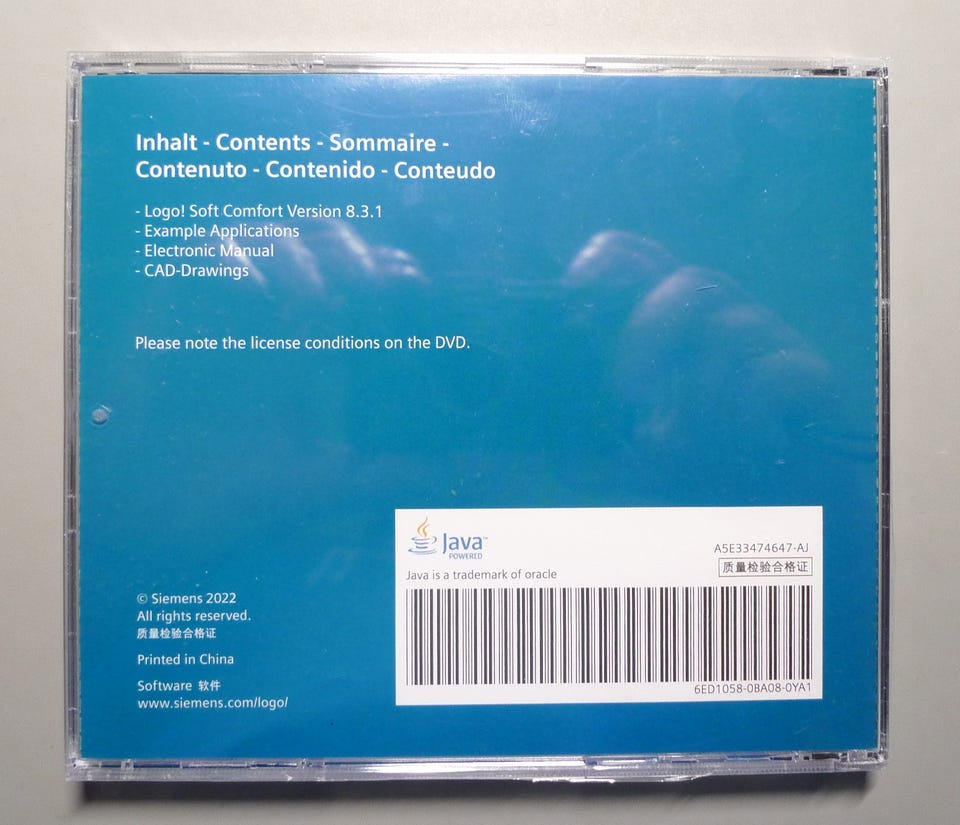 Inhalt - Contents - Sommaire -
Contenuto - Contenido - Conteudo
- Logo! Soft Comfort Version 8.3.1
- Example Applications
- Electronic Manual
- CAD-Drawings
Please note the license conditions on the DVD.
© Siemens 2022
All rights reserved.
质量检验合格证
Printed in China
Software 软件
www.siemens.com/logo/
Java™
POWERED
Java is a trademark of oracle
A5E33474647-AJ
质量检验合格证
6ED1058-0BA08-0YA1